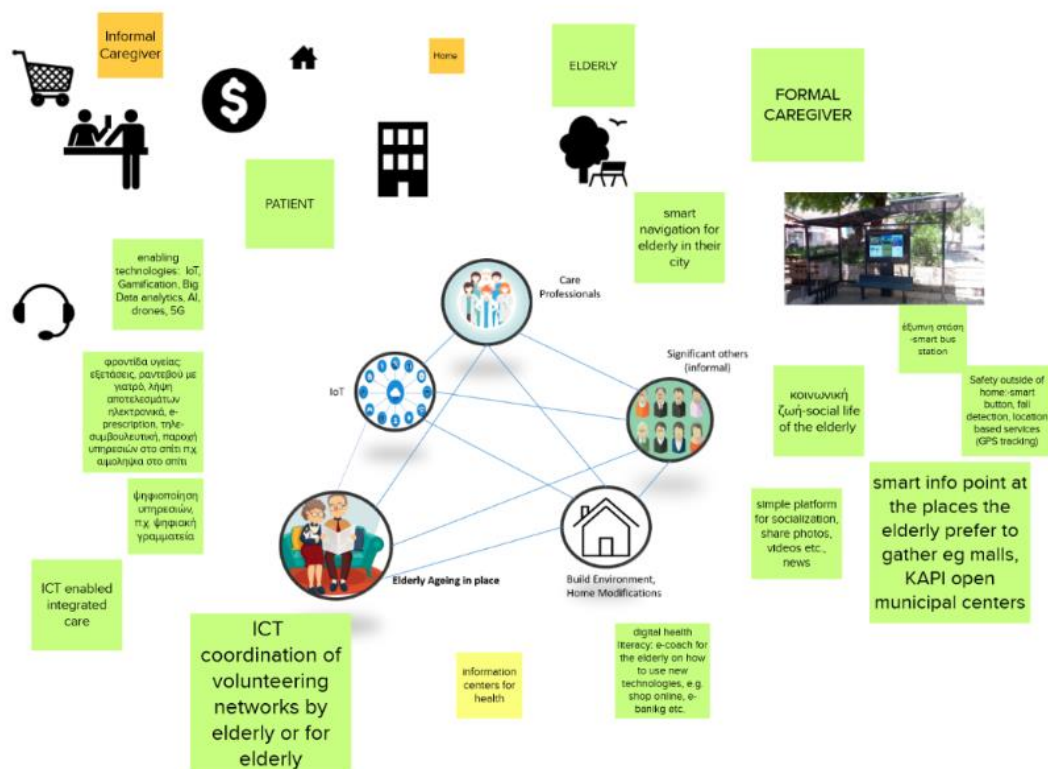 Informal
Caregiver
Home
ELDERLY
FORMAL
CAREGIVER
PATIENT
smart
navigation for
elderly in their
city
enabling
technologies: IoT,
Gamification, Big
Data analytics, AI,
drones, 5G
Care
Professionals
έξυπνη στάση
-smart bus
station
φροντίδα υγείας:
εξετάσεις, ραντεβού με
γιατρό, λήψη
αποτελεσμάτων
ηλεκτρονικά, e-
prescription, τηλε-
συμβουλευτική, παροχή
υπηρεσιών στο σπίτι πχ
αιμοληψια στο σπίτι
IoT
Significant others
(informal)
κοινωνική
ζωή-social life
of the elderly
Safety outside of
home:-smart
button, fall
detection, location
based services
(GPS tracking)
ψηφιοποίηση
υπηρεσιών,
π.χ. ψηφιακή
γραμματεία
smart info point at
the places the
elderly prefer to
gather eg malls,
KAPI open
municipal centers
simple platform
for socialization,
share photos,
videos etc.,
news
ICT enabled
integrated
care
Elderly Ageing in place
Build Environment,
Home Modifications
ICT
coordination of
volunteering
networks by
elderly or for
elderly
information
centers for
health
digital health
literacy: e-coach for
the elderly on how
to use new
technologies, e.g.
shop online, e-
bankg etc.